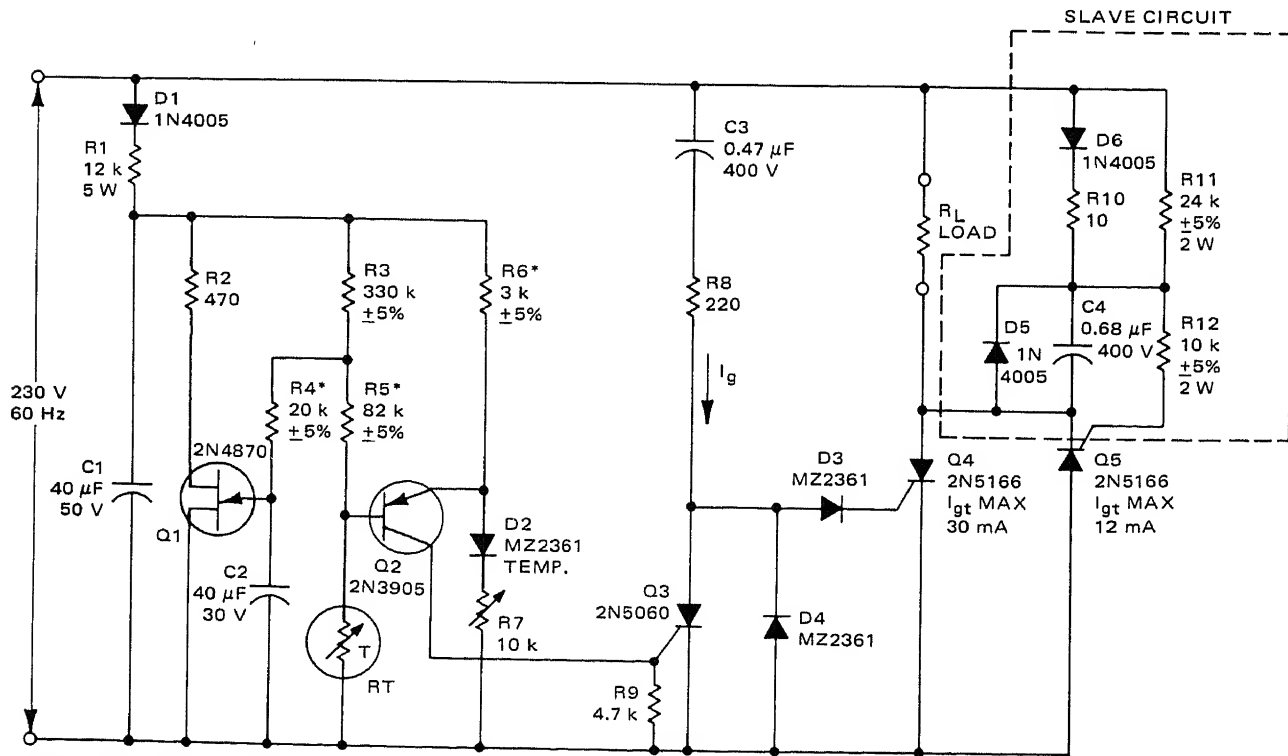 SLAVE CIRCUIT
D1
1N4005
R1
12 k
5 W
R2
470
R3
330 k
±5%
R6*
3 k
±5%
C3
0.47 µF
400 V
R8
220
Ig
RL
LOAD
D6
1N4005
R10
10
R11
24 k
±5%
2 W
D5
1N
4005
C4
0.68 µF
400 V
R12
10 k
±5%
2 W
230 V
60 Hz
R4*
20 k
±5%
R5*
82 k
±5%
2N4870
Q1
C1
40 µF
50 V
C2
40 µF
30 V
Q2
2N3905
D2
MZ2361
TEMP.
R7
10 k
T
RT
Q3
2N5060
R9
4.7 k
D3
MZ2361
D4
MZ2361
Q4
2N5166
Igt MAX
30 mA
Q5
2N5166
Igt MAX
12 mA